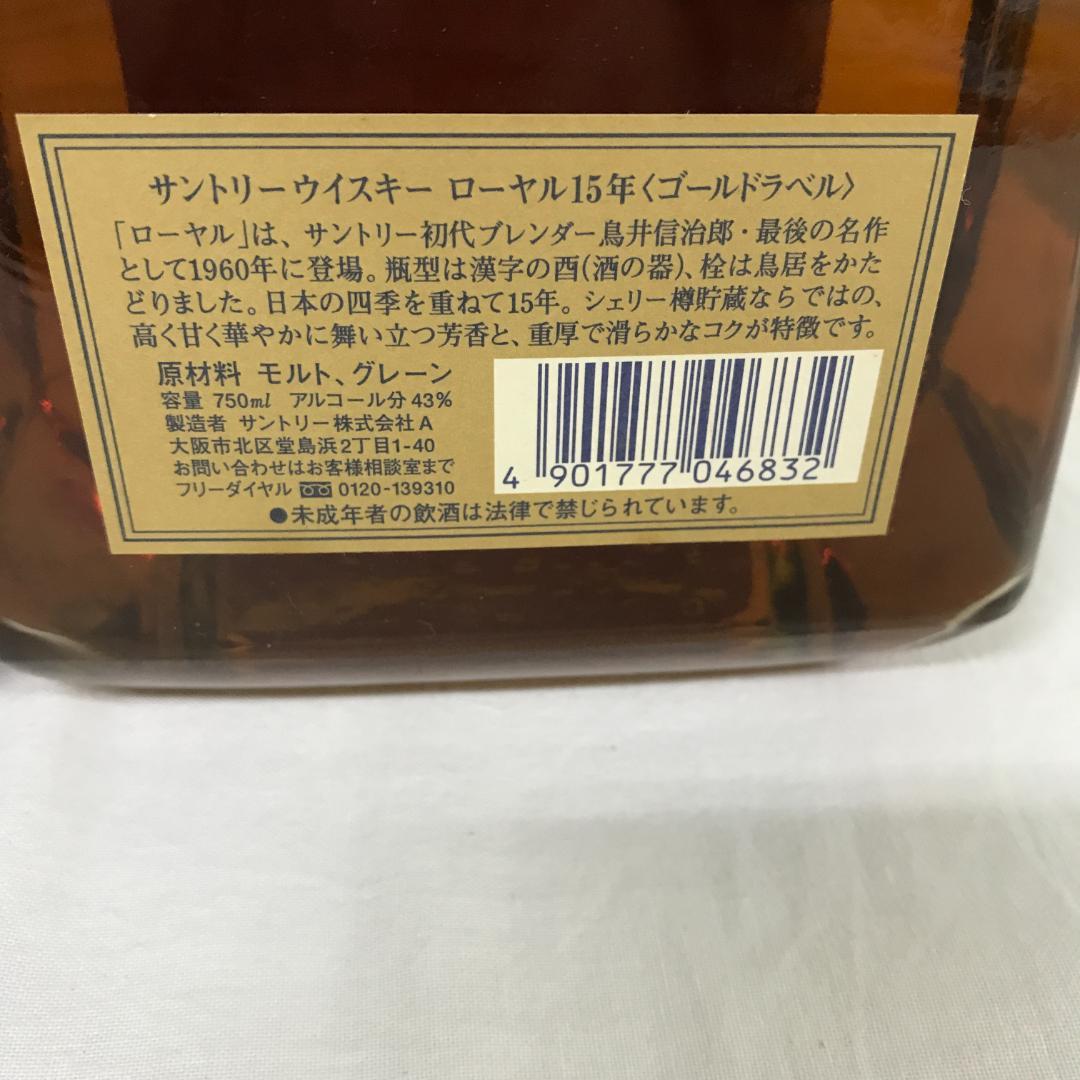 サントリーウイスキー ローヤル15年〈ゴールドラベル〉
「ローヤル」は、サントリー初代ブレンダー鳥井信治郎・最後の名作
として1960年に登場。瓶型は漢字の酉(酒の器)、栓は鳥居をかた
どりました。日本の四季を重ねて15年。シェリー樽貯蔵ならではの、
高く甘く華やかに舞い立つ芳香と、重厚で滑らかなコクが特徴です。
原材料 モルト、グレーン
容量 750ml アルコール分43%
製造者 サントリー株式会社A
大阪市北区堂島浜2丁目1-40
お問い合わせはお客様相談室まで
フリーダイヤル 0120-139310
4 901777 046832
●未成年者の飲酒は法律で禁じられています。